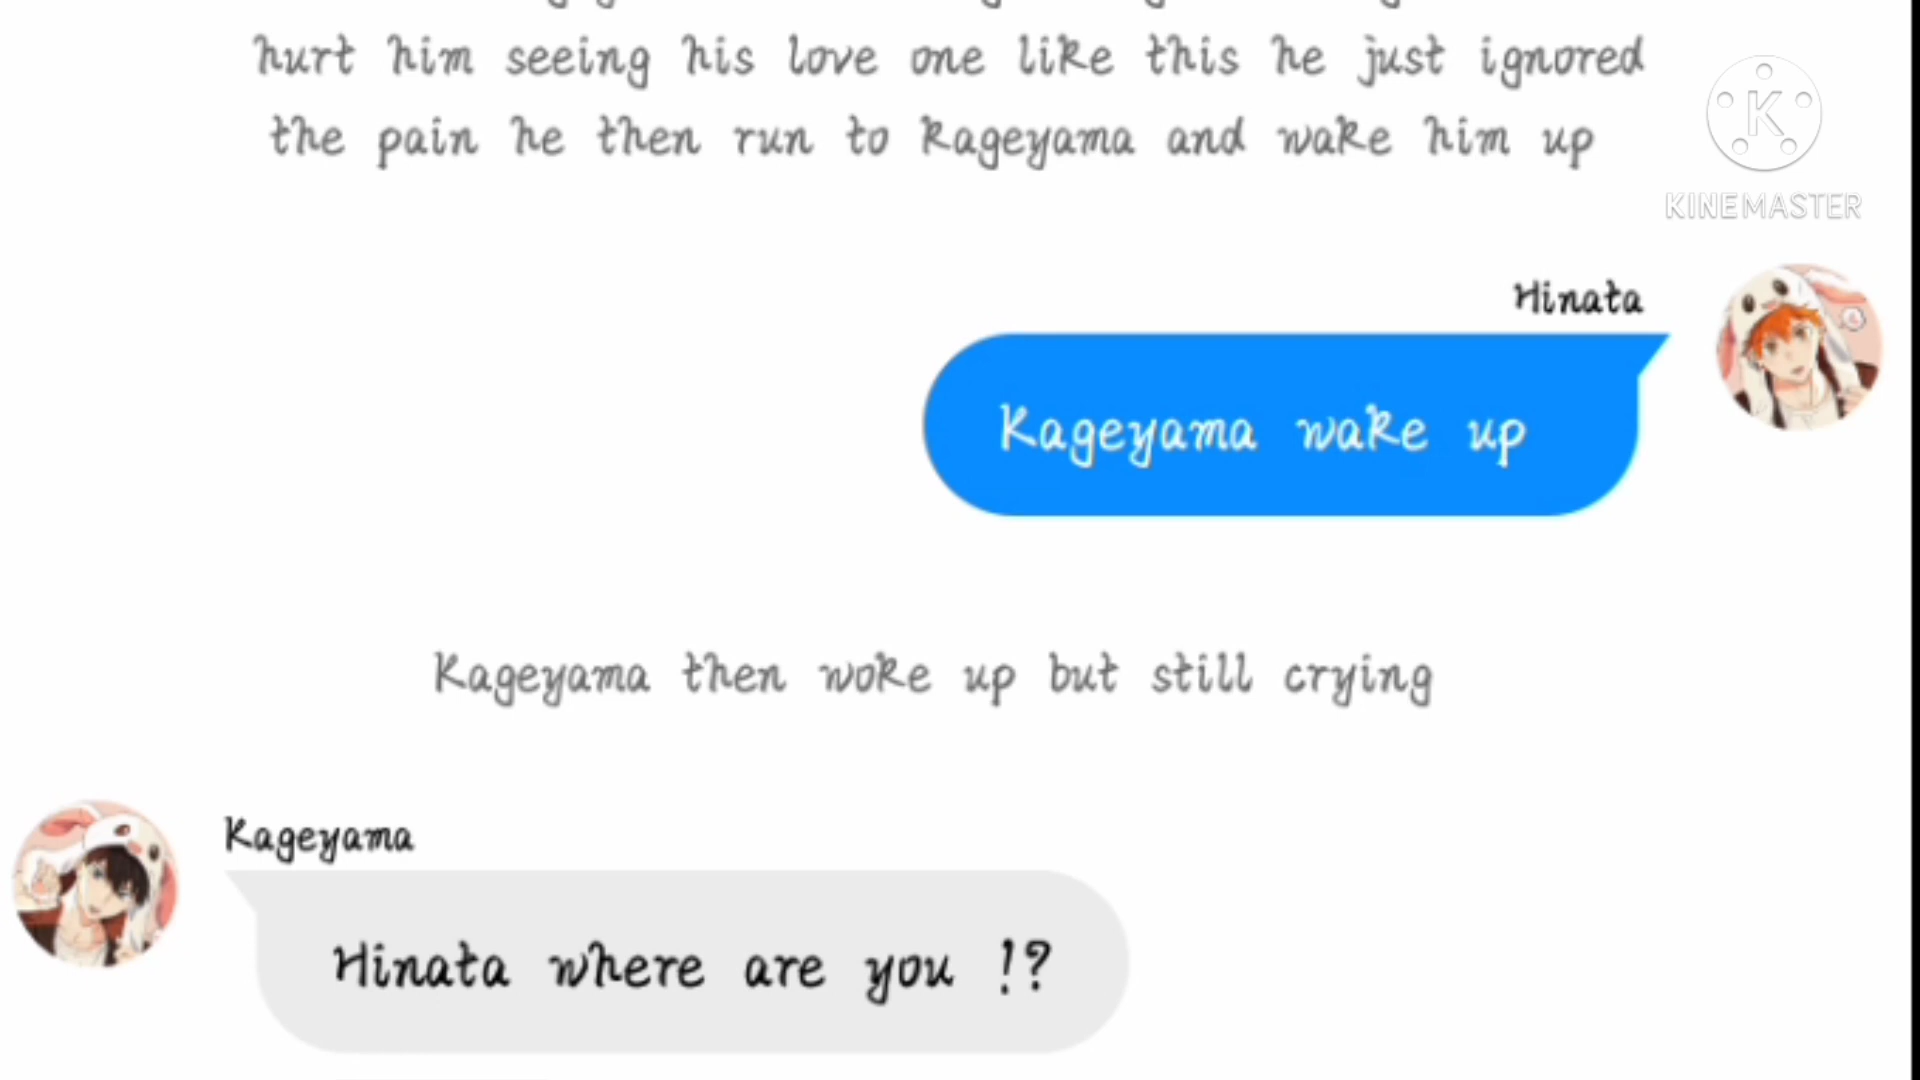 hurt him seeing his love one like this he just ignored
the pain he then run to Kageyama and wake him up
K
KINEMASTER
Hinata
Kageyama wake up
Kageyama then woke up but still crying
Kageyama
Hinata where are you !?